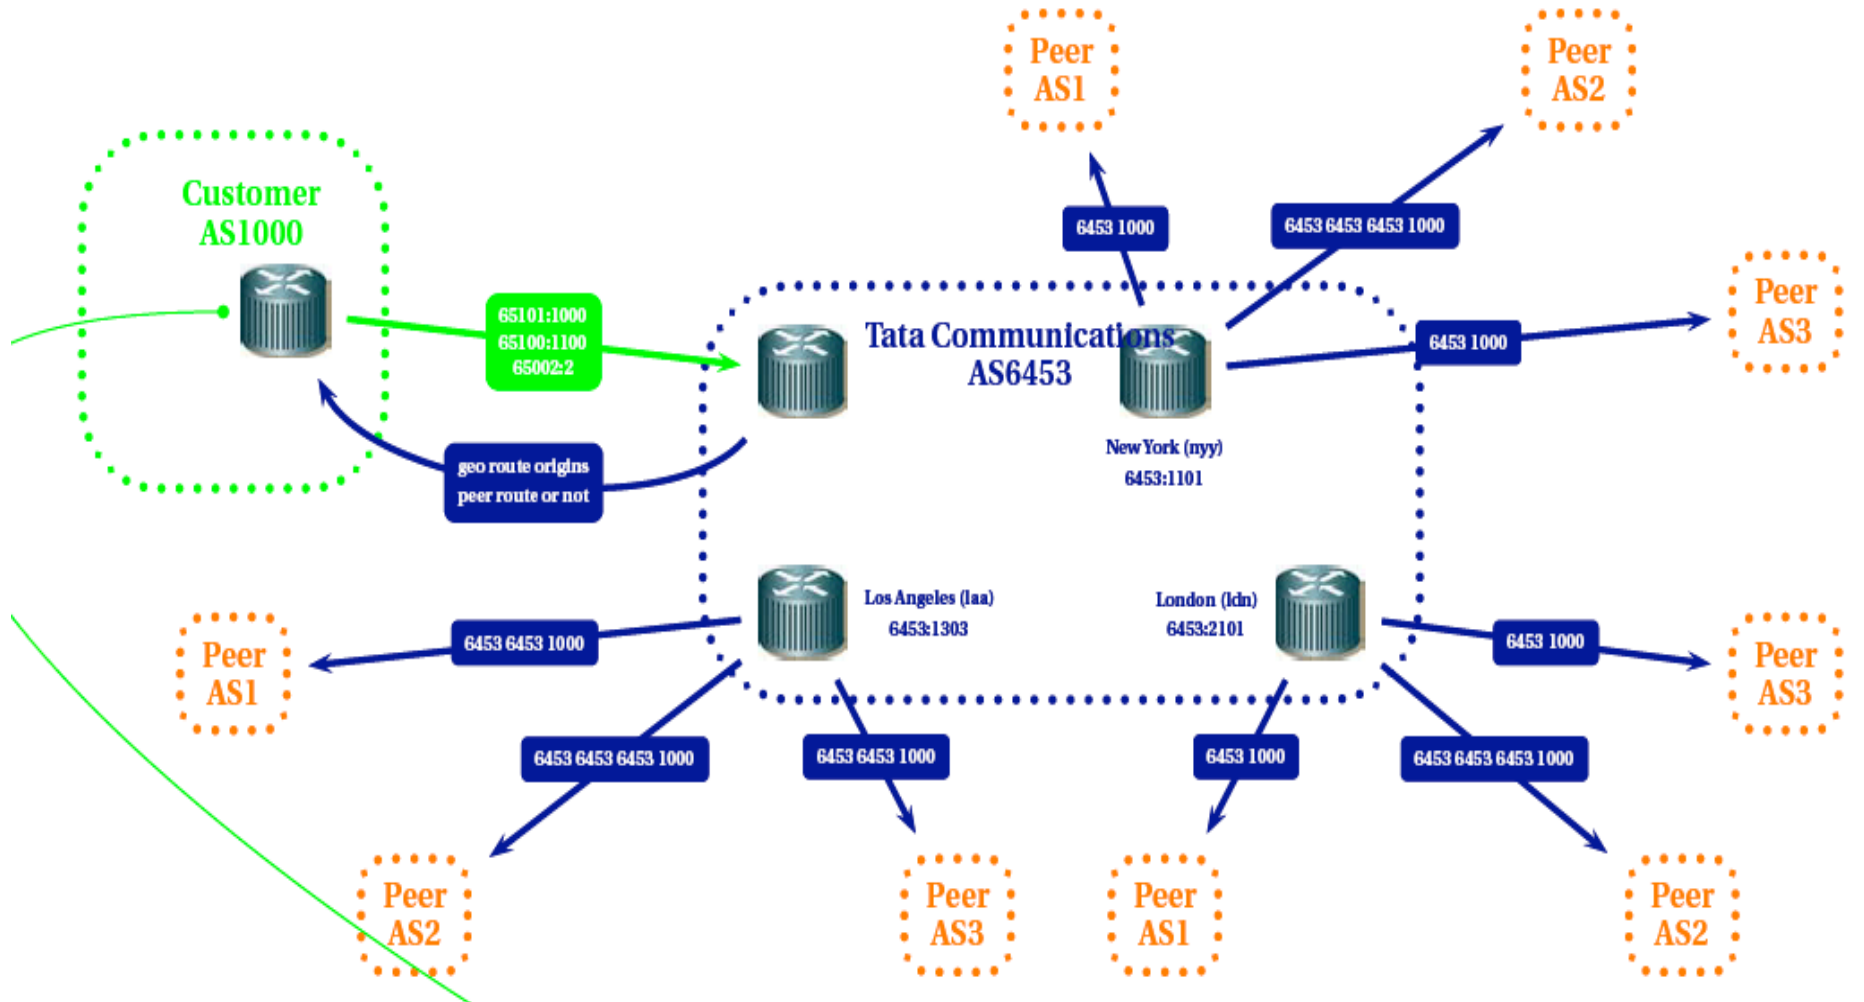 Peer
AS1
Peer
AS2
Customer
AS1000
6453 1000
6453 6453 6453 1000
Peer
AS3
65101:1000
65100:1100
65002:2
Tata Communications
AS6453
6453 1000
geo route origins
peer route or not
New York (nyy)
6453:1101
Los Angeles (laa)
6453:1303
London (ldn)
6453:2101
Peer
AS1
6453 6453 1000
6453 1000
Peer
AS3
6453 6453 6453 1000
6453 6453 1000
6453 1000
6453 6453 6453 1000
Peer
AS2
Peer
AS3
Peer
AS1
Peer
AS2